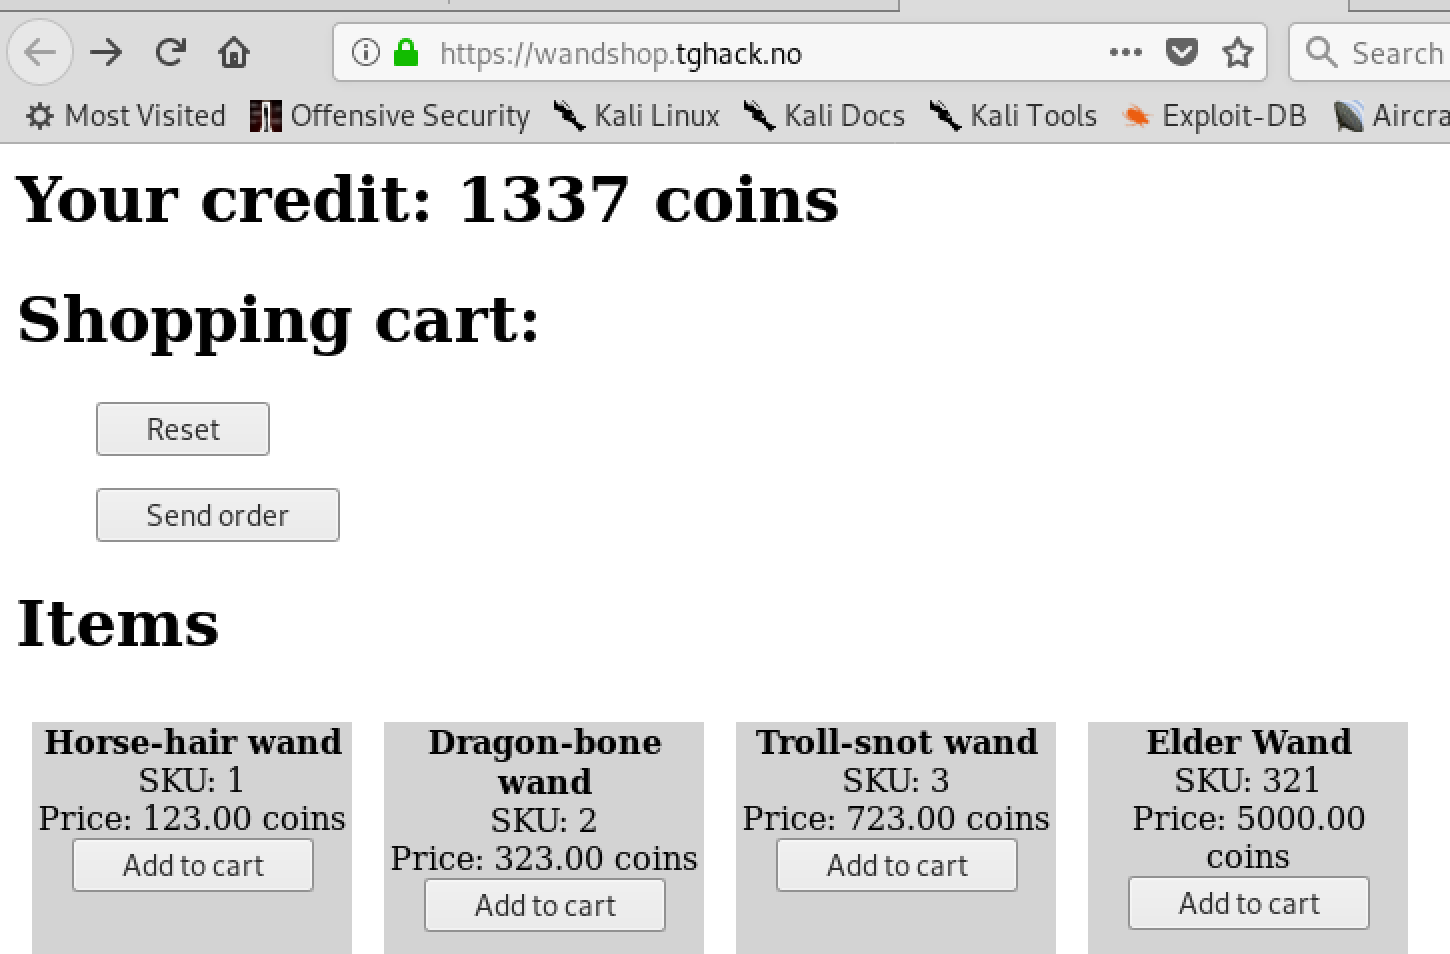 https://wandshop.tghack.no
Search
Most Visited Offensive Security Kali Linux Kali Docs Kali Tools Exploit-DB Aircra
Your credit: 1337 coins
Shopping cart:
Reset
Send order
Items
Horse-hair wand
SKU: 1
Price: 123.00 coins
Add to cart
Dragon-bone
wand
SKU: 2
Price: 323.00 coins
Add to cart
Troll-snot wand
SKU: 3
Price: 723.00 coins
Add to cart
Elder Wand
SKU: 321
Price: 5000.00
coins
Add to cart